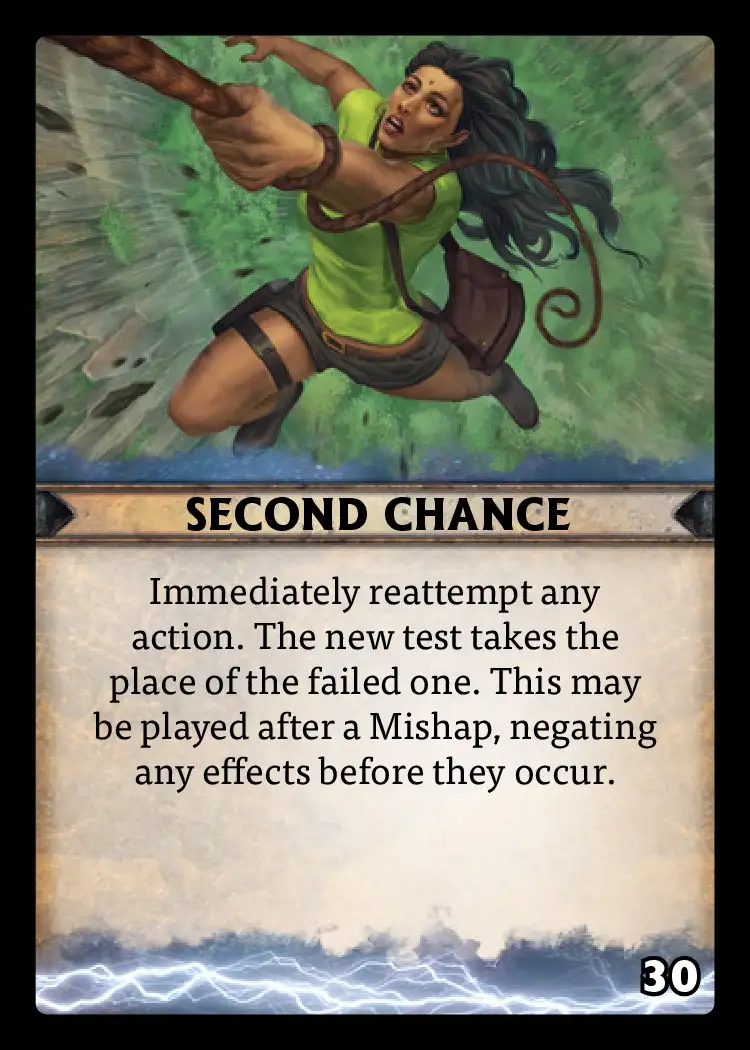 SECOND CHANCE
Immediately reattempt any
action. The new test takes the
place of the failed one. This may
be played after a Mishap, negating
any effects before they occur.
30